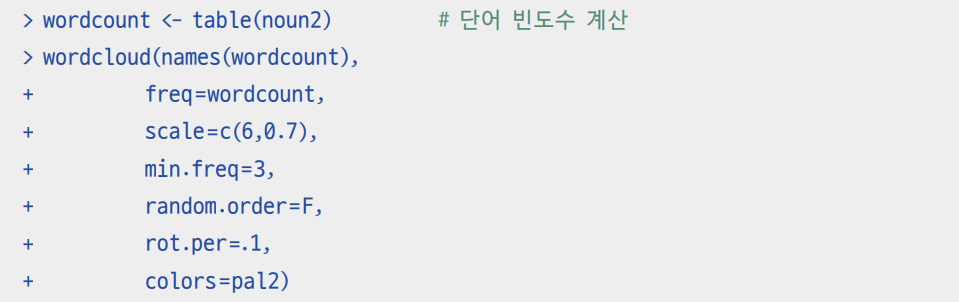 > wordcount <- table(noun2) # 단어 빈도수 계산
> wordcloud(names(wordcount),
+ freq=wordcount,
+ scale=c(6,0.7),
+ min.freq=3,
+ random.order=F,
+ rot.per=.1,
+ colors=pal2)